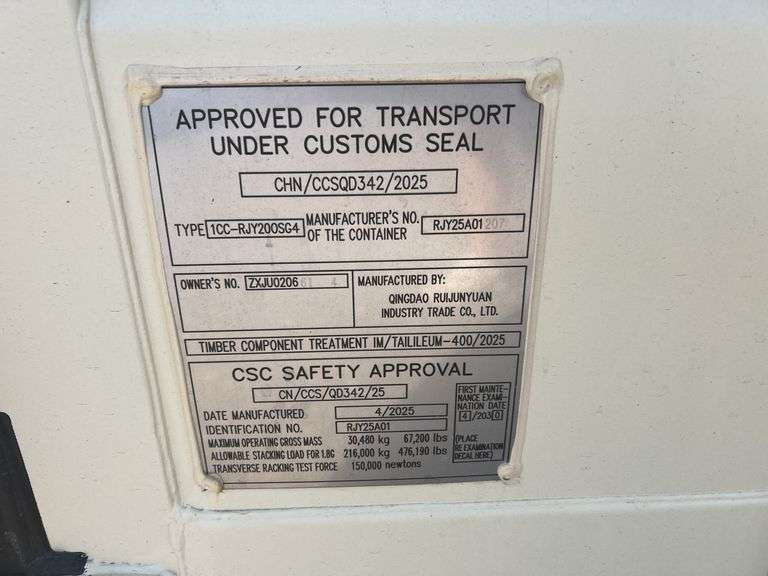 APPROVED FOR TRANSPORT
UNDER CUSTOMS SEAL
CHN/CCSQD342/2025
TYPE 1CC-RJY200SG4 MANUFACTURER'S NO. OF THE CONTAINER RJY25A01207
OWNER'S NO. ZXJU0206
MANUFACTURED BY:
QINGDAO RUIJUNYUAN
INDUSTRY TRADE CO., LTD.
TIMBER COMPONENT TREATMENT IM/TAILILEUM-400/2025
CSC SAFETY APPROVAL
CN/CCS/QD342/25
DATE MANUFACTURED 4/2025
IDENTIFICATION NO. RJY25A01
MAXIMUM OPERATING GROSS MASS 30,480 kg 67,200 lbs
ALLOWABLE STACKING LOAD FOR 1.8G 216,000 kg 476,190 lbs
TRANSVERSE RACKING TEST FORCE 150,000 newtons
FIRST MAINTE-
NANCE EXAMI-
NATION DATE
[4]/203[0]
(PLACE
RE EXAMINATION
DECAL HERE)